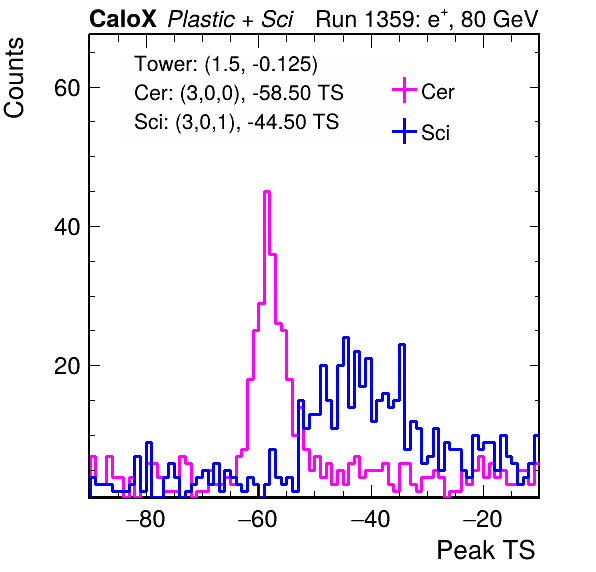 CaloX Plastic + Sci Run 1359: e⁺, 80 GeV
Counts
Tower: (1.5, -0.125)
Cer: (3,0,0), -58.50 TS
Sci: (3,0,1), -44.50 TS
Cer
Sci
60
40
20
−80 −60 −40 −20
Peak TS